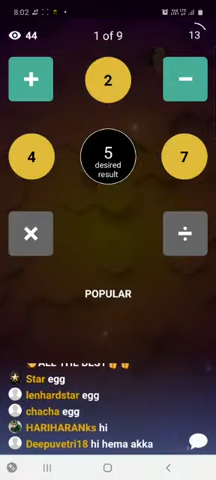 8:02
44
1 of 9
13
+
2
−
4
5
desired
result
7
×
÷
POPULAR
ALL THE BEST
Star egg
lenhardstar egg
chacha egg
HARIHARANks hi
Deepuvetri18 hi hema akka